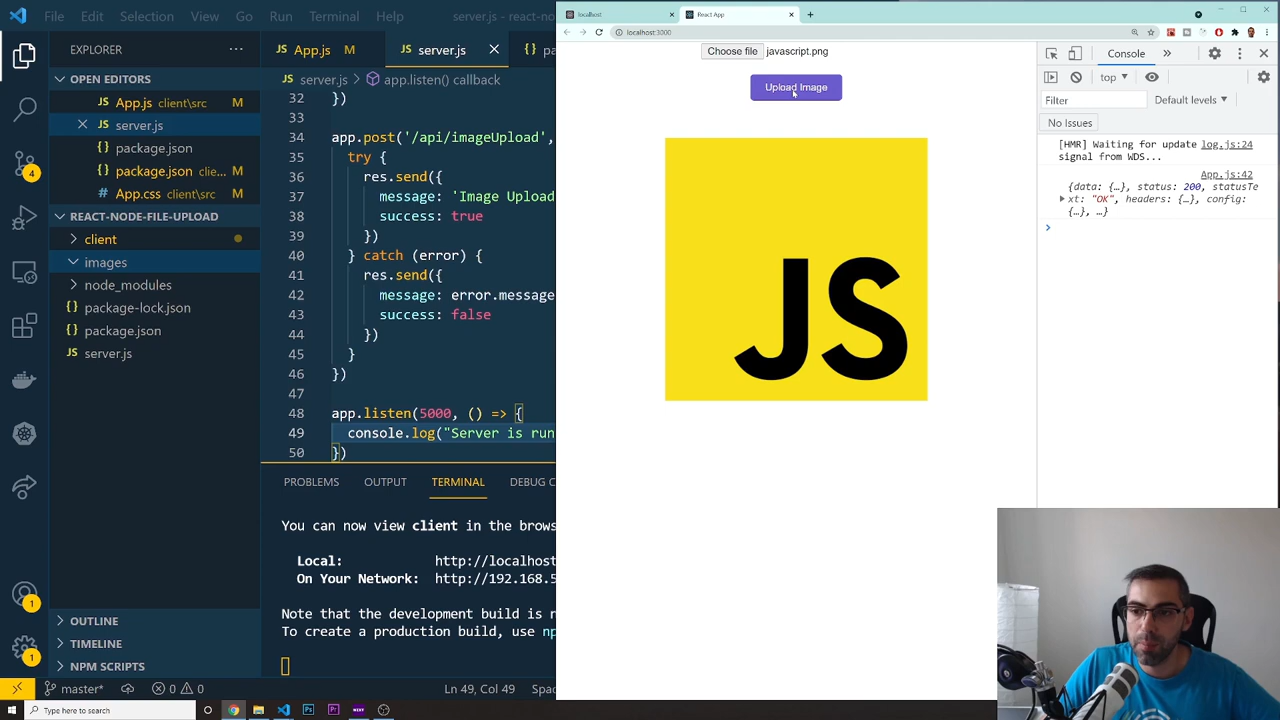 File Edit Selection View Go Run Terminal Help
server.js - react-no
EXPLORER
OPEN EDITORS
App.js client\src M
server.js
package.json
package.json clie... M
App.css client\src M
REACT-NODE-FILE-UPLOAD
client
images
node_modules
package-lock.json
package.json
server.js
OUTLINE
TIMELINE
NPM SCRIPTS
4
1
1
App.js M
server.js
pa
server.js > app.listen() callback
32 })
33
34 app.post('/api/imageUpload',
35 try {
36 res.send({
37 message: 'Image Upload
38 success: true
39 })
40 } catch (error) {
41 res.send({
42 message: error.message
43 success: false
44 })
45 }
46 })
47
48 app.listen(5000, () => {
49 console.log("Server is run
50 })
PROBLEMS OUTPUT TERMINAL DEBUG C
You can now view client in the brows
Local: http://localhost
On Your Network: http://192.168.5
Note that the development build is n
To create a production build, use np
master* 0 0 Ln 49, Col 49 Spa
Type here to search
localhost
React App
localhost:3000
Choose file javascript.png
Upload Image
JS
Console
top
Filter
Default levels
No Issues
[HMR] Waiting for update log.js:24
signal from WDS...
App.js:42
{data: {…}, status: 200, statusTe
xt: "OK", headers: {…}, config:
{…}, …}